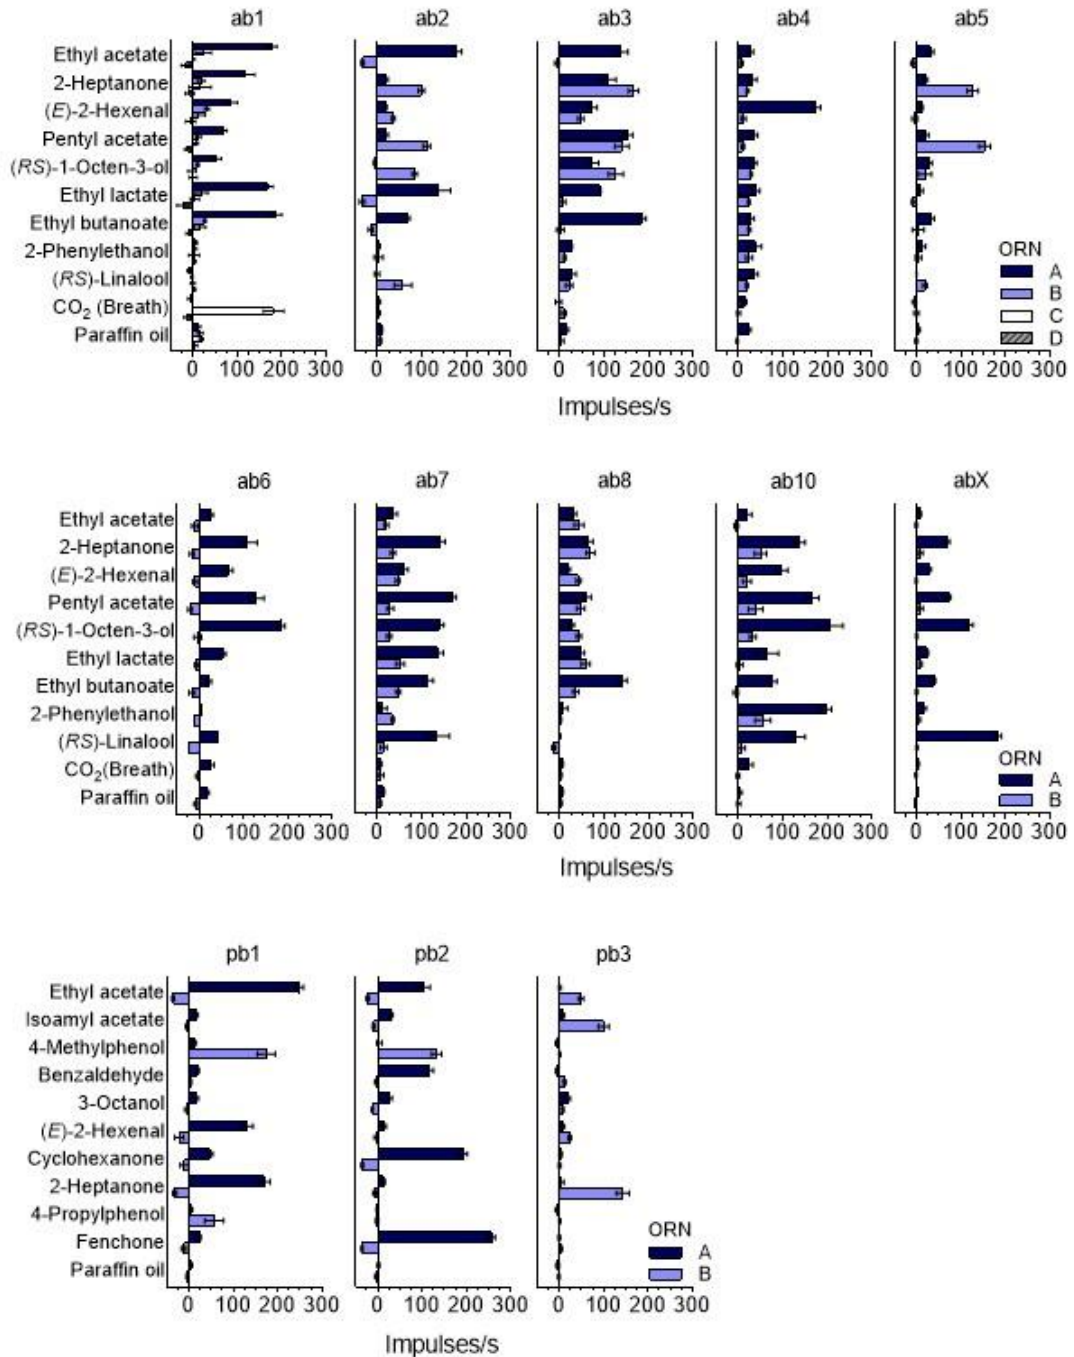 ab1 ab2 ab3 ab4 ab5
Ethyl acetate
2-Heptanone
(E)-2-Hexenal
Pentyl acetate
(RS)-1-Octen-3-ol
Ethyl lactate
Ethyl butanoate
2-Phenylethanol
(RS)-Linalool
CO2 (Breath)
Paraffin oil
ORN
A
B
C
D
0 100 200 300 0 100 200 300 0 100 200 300 0 100 200 300 0 100 200 300
Impulses/s
ab6 ab7 ab8 ab10 abX
Ethyl acetate
2-Heptanone
(E)-2-Hexenal
Pentyl acetate
(RS)-1-Octen-3-ol
Ethyl lactate
Ethyl butanoate
2-Phenylethanol
(RS)-Linalool
CO2(Breath)
Paraffin oil
ORN
A
B
0 100 200 300 0 100 200 300 0 100 200 300 0 100 200 300 0 100 200 300
Impulses/s
pb1 pb2 pb3
Ethyl acetate
Isoamyl acetate
4-Methylphenol
Benzaldehyde
3-Octanol
(E)-2-Hexenal
Cyclohexanone
2-Heptanone
4-Propylphenol
Fenchone
Paraffin oil
ORN
A
B
0 100 200 300 0 100 200 300 0 100 200 300
Impulses/s